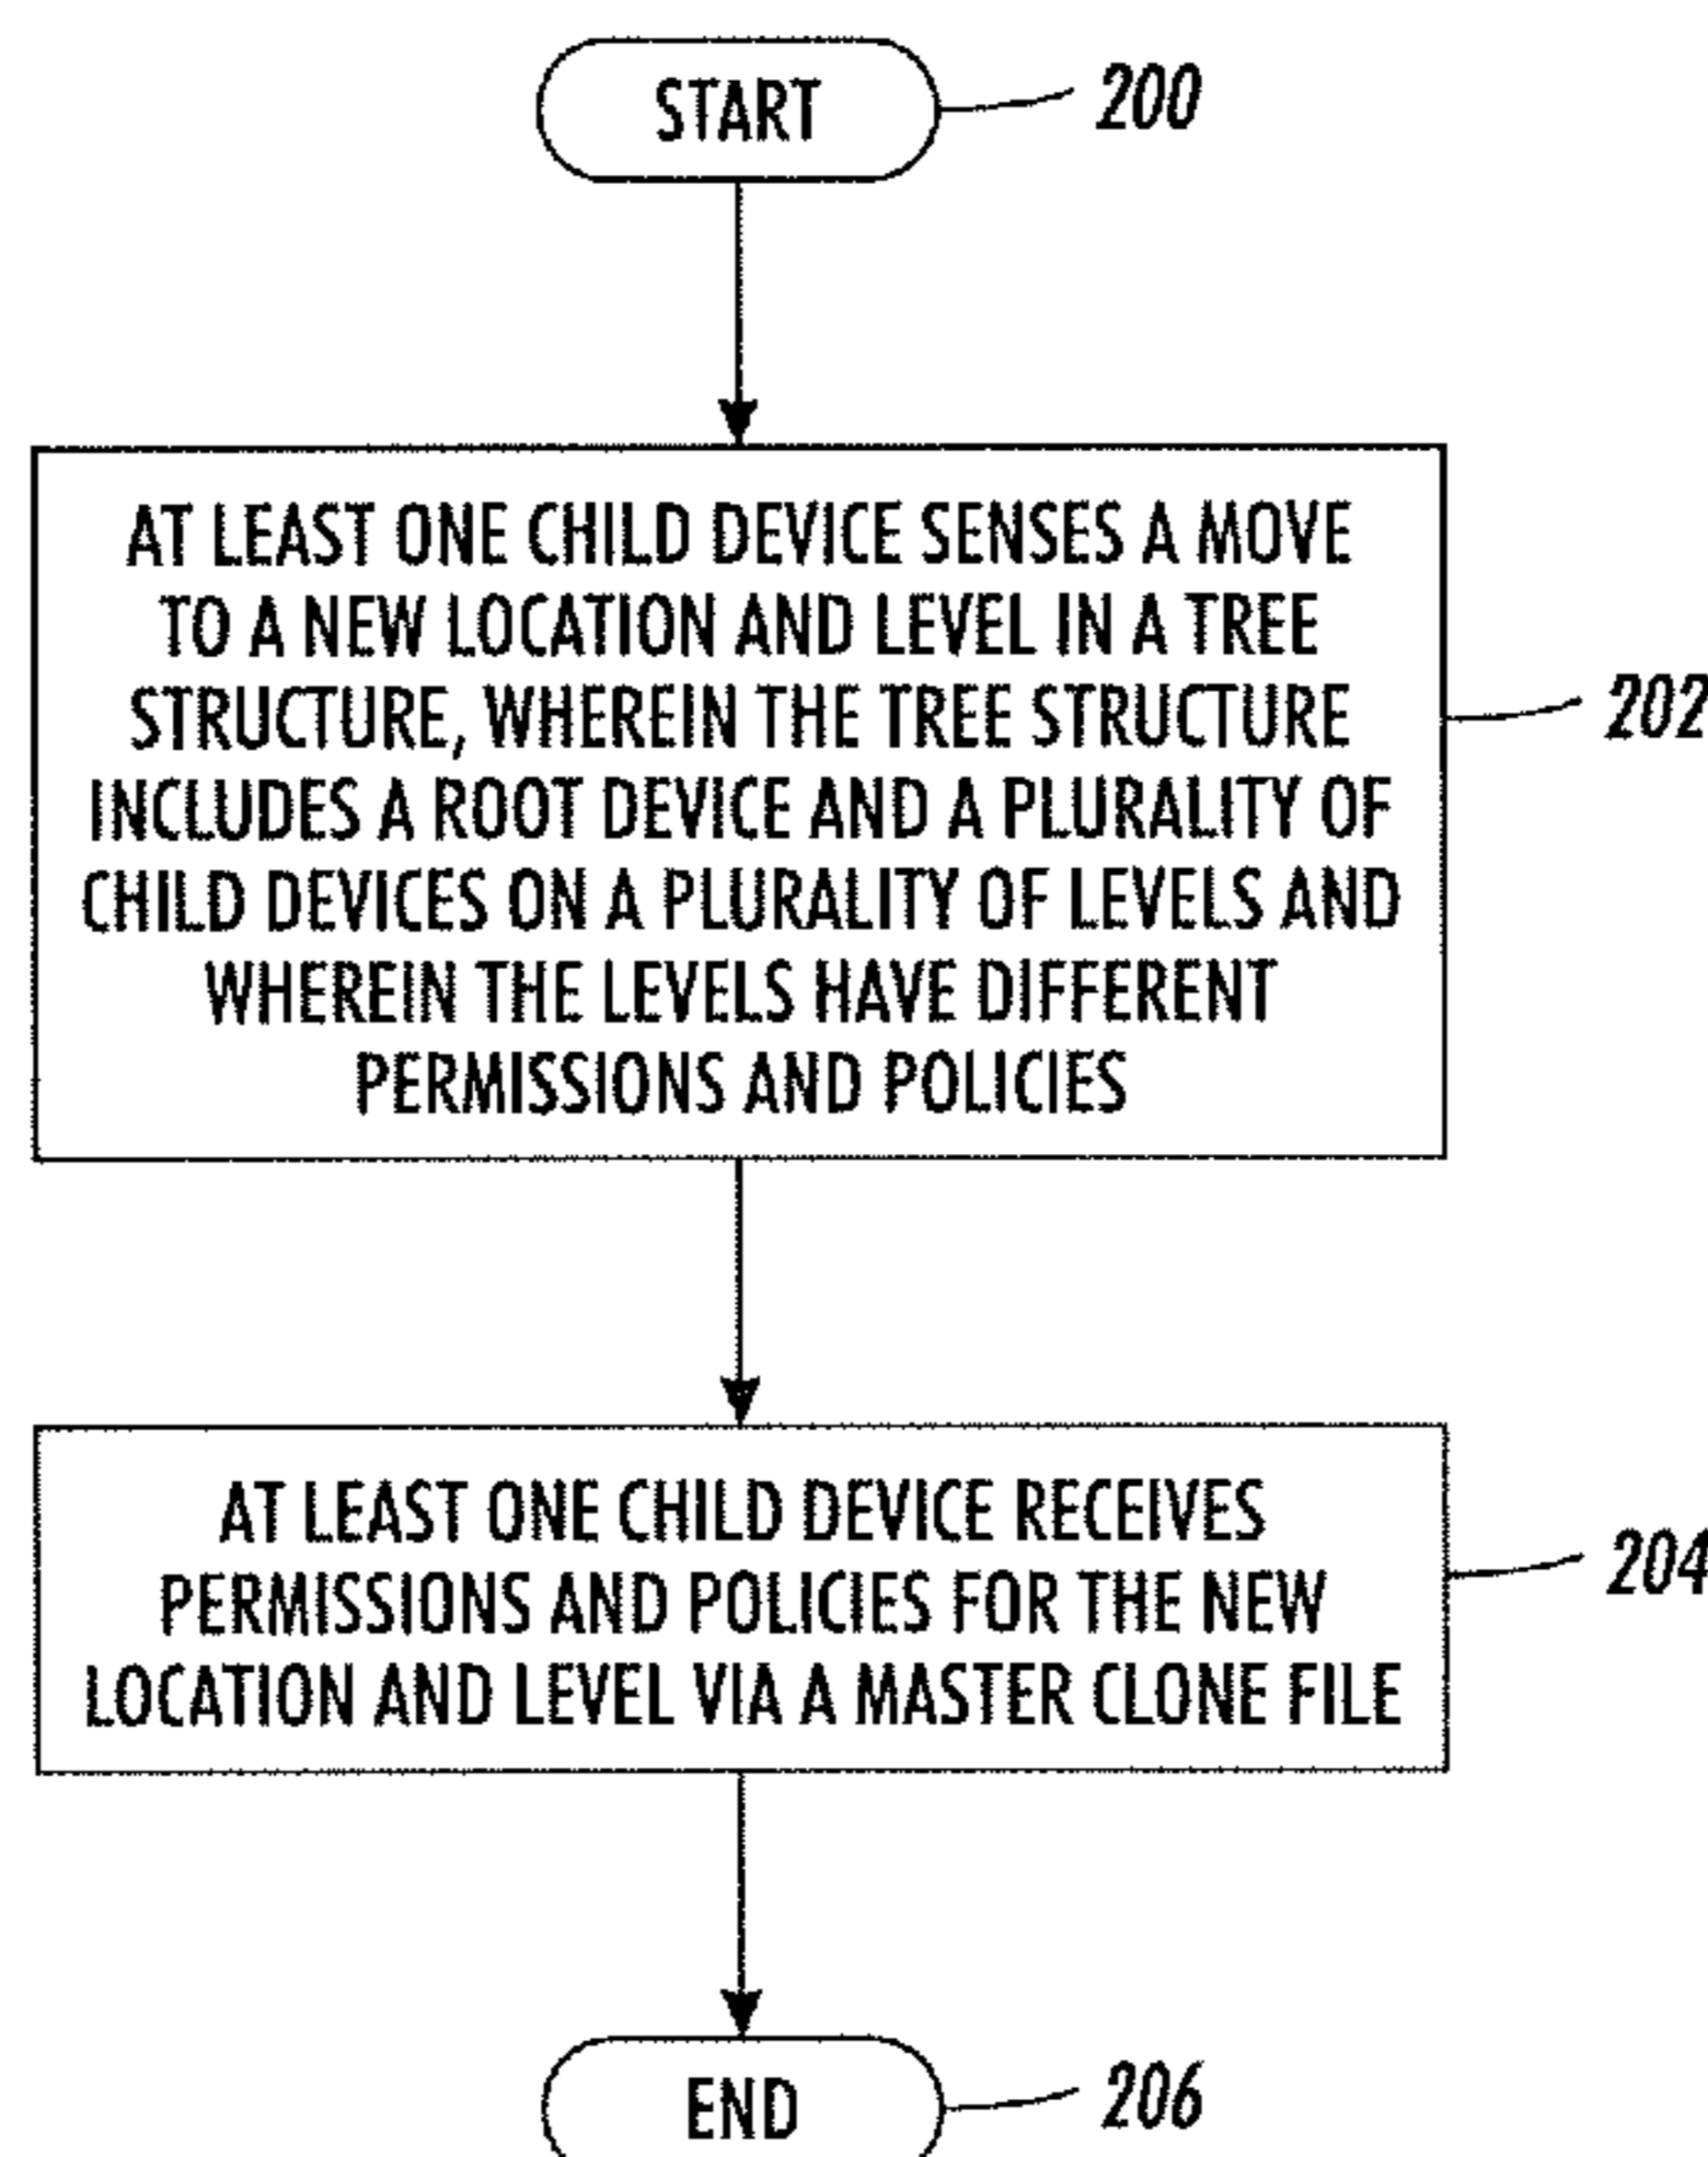 START
200
AT LEAST ONE CHILD DEVICE SENSES A MOVE
TO A NEW LOCATION AND LEVEL IN A TREE
STRUCTURE, WHEREIN THE TREE STRUCTURE
INCLUDES A ROOT DEVICE AND A PLURALITY OF
CHILD DEVICES ON A PLURALITY OF LEVELS AND
WHEREIN THE LEVELS HAVE DIFFERENT
PERMISSIONS AND POLICIES
202
AT LEAST ONE CHILD DEVICE RECEIVES
PERMISSIONS AND POLICIES FOR THE NEW
LOCATION AND LEVEL VIA A MASTER CLONE FILE
204
END
206